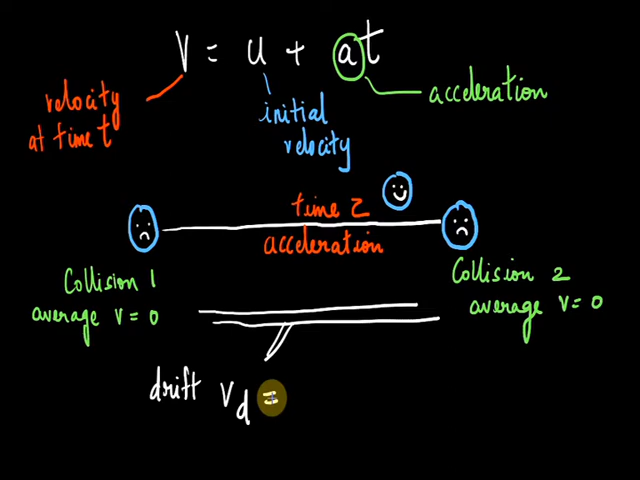 V = u + at
velocity
at time t
initial
velocity
acceleration
time τ
acceleration
Collision 1
average V = 0
Collision 2
average V = 0
drift Vd =